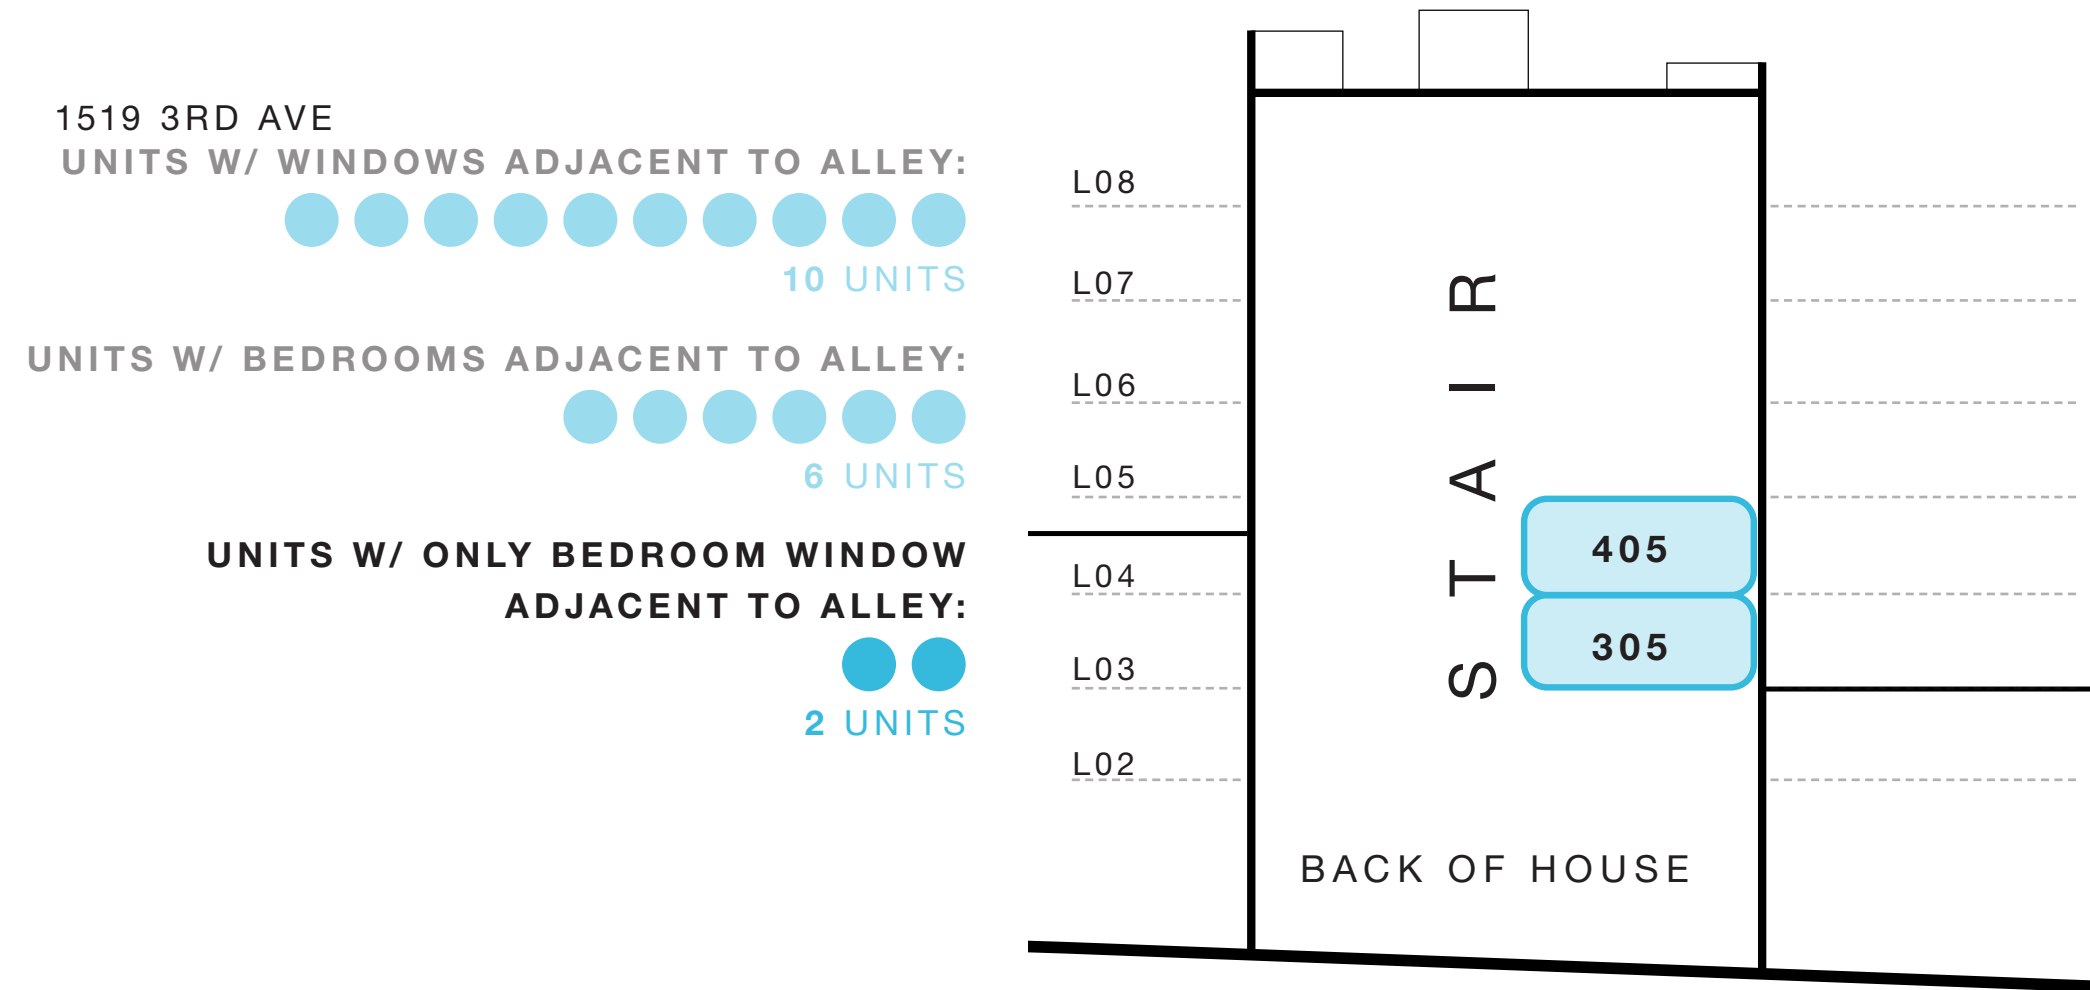 1519 3RD AVE
UNITS W/ WINDOWS ADJACENT TO ALLEY:
10 UNITS
UNITS W/ BEDROOMS ADJACENT TO ALLEY:
6 UNITS
UNITS W/ ONLY BEDROOM WINDOW
ADJACENT TO ALLEY:
2 UNITS
L08
L07
L06
L05
L04
L03
L02
STAIR
405
305
BACK OF HOUSE